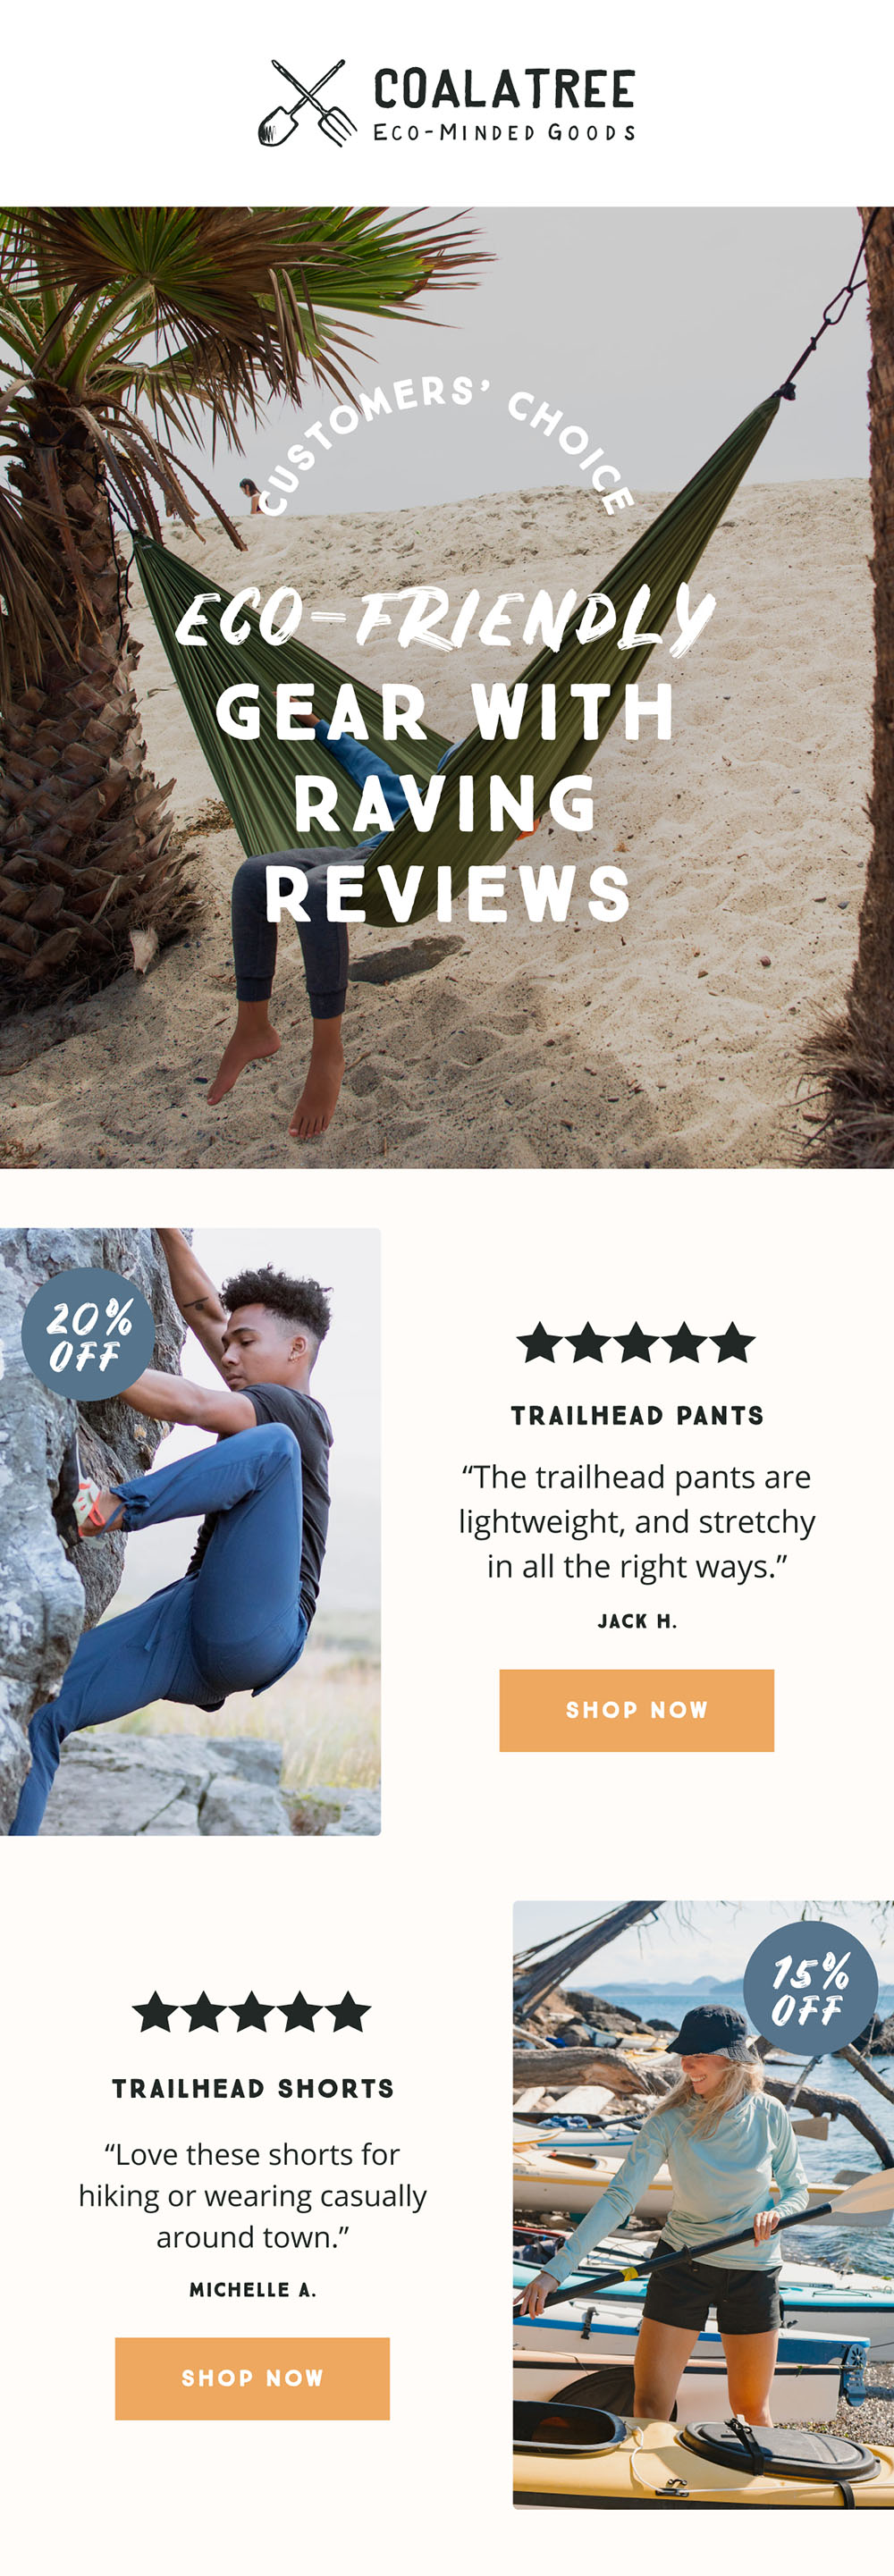 COALATREE
ECO-MINDED GOODS
CUSTOMERS’ CHOICE
ECO-FRIENDLY
GEAR WITH
RAVING
REVIEWS
20%
OFF
TRAILHEAD PANTS
“The trailhead pants are
lightweight, and stretchy
in all the right ways.”
JACK H.
SHOP NOW
15%
OFF
TRAILHEAD SHORTS
“Love these shorts for
hiking or wearing casually
around town.”
MICHELLE A.
SHOP NOW